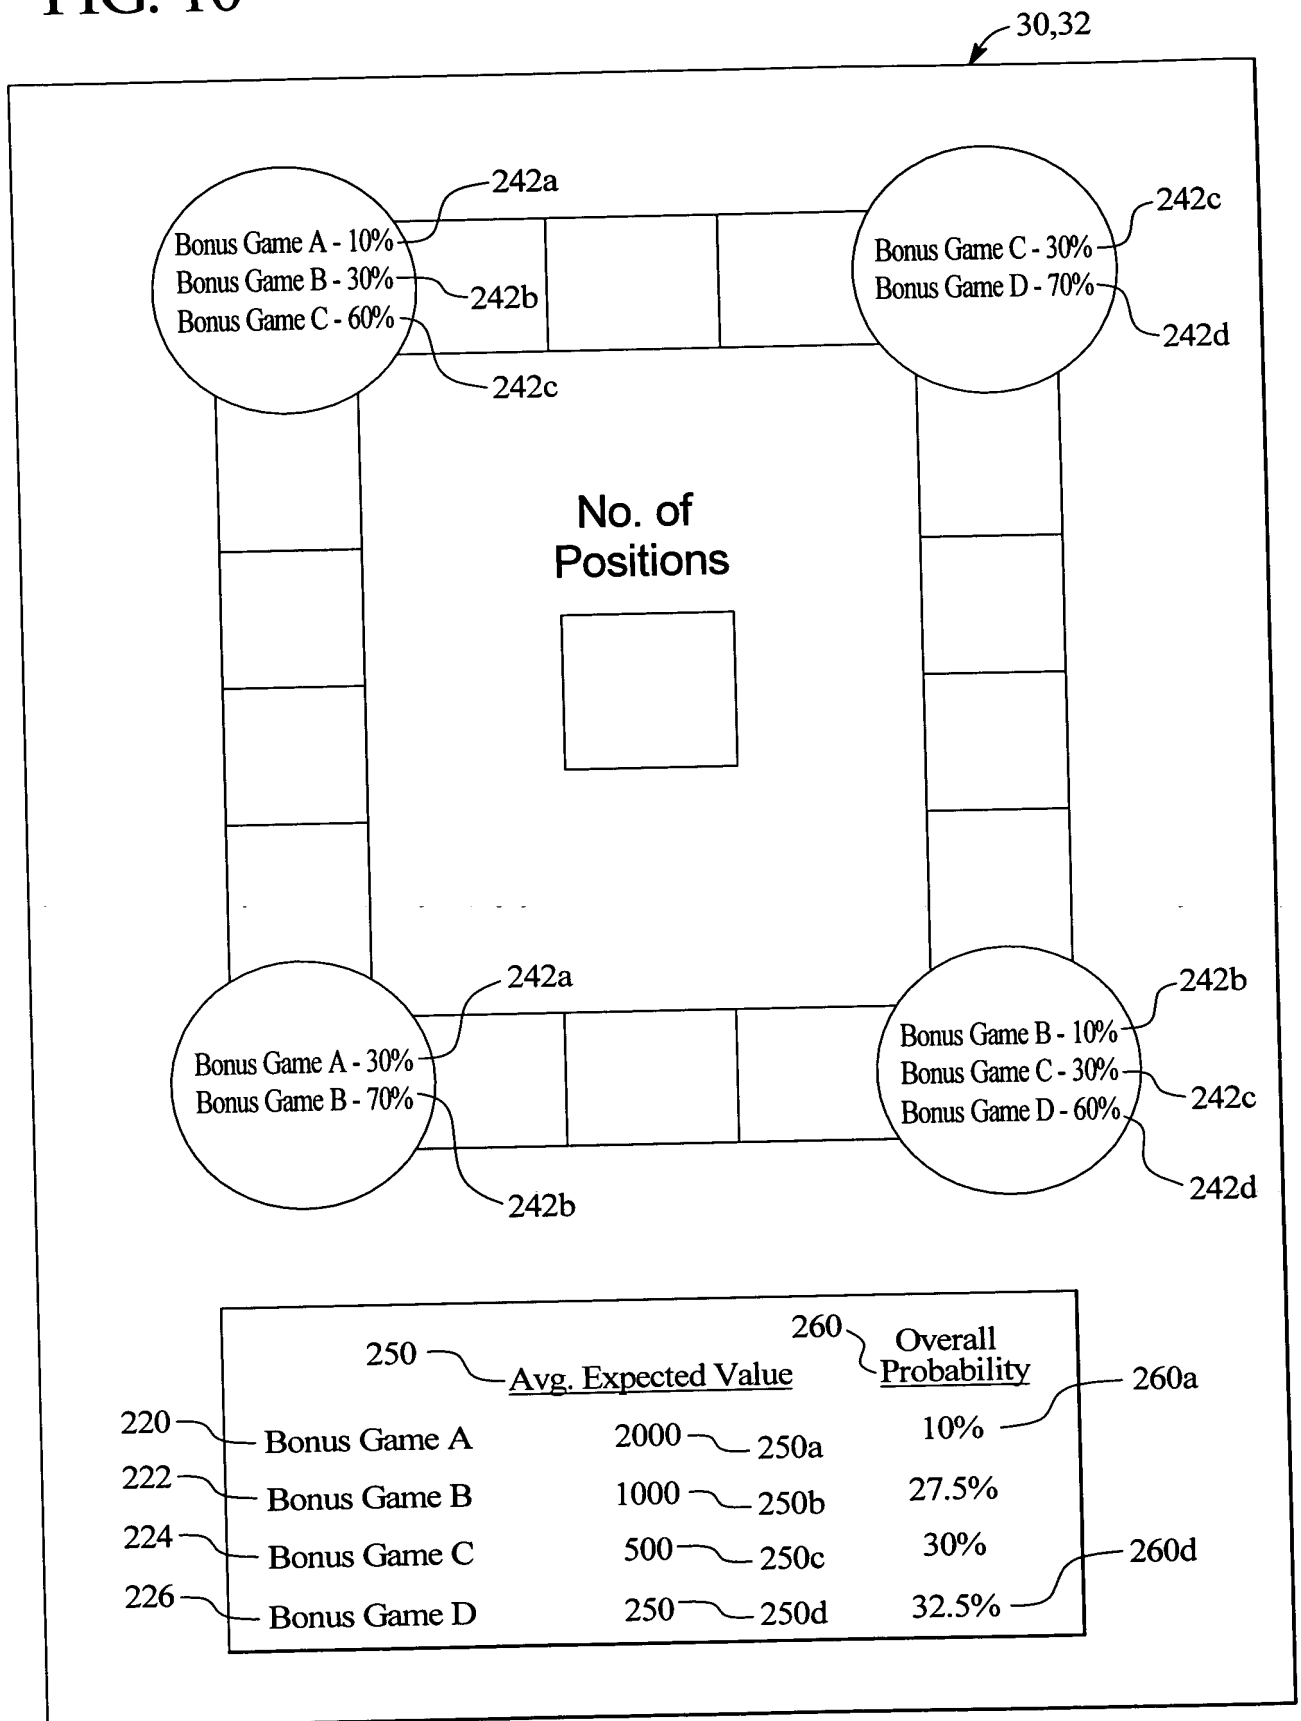 FIG. 10
30,32
242a
Bonus Game A - 10%
Bonus Game B - 30%
242b
Bonus Game C - 60%
242c
242c
Bonus Game C - 30%
Bonus Game D - 70%
242d
No. of
Positions
242a
Bonus Game A - 30%
Bonus Game B - 70%
242b
242b
Bonus Game B - 10%
Bonus Game C - 30%
242c
Bonus Game D - 60%
242d
250 Avg. Expected Value 260 Overall
Probability
260a
220 Bonus Game A 2000 250a 10%
222 Bonus Game B 1000 250b 27.5%
224 Bonus Game C 500 250c 30%
260d
226 Bonus Game D 250 250d 32.5%